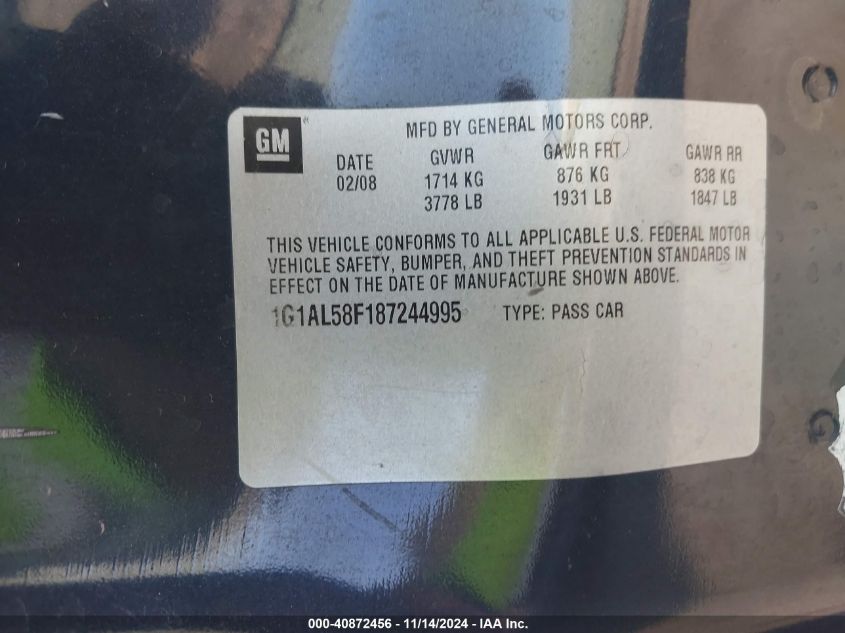 GM
MFD BY GENERAL MOTORS CORP.
DATE GVWR GAWR FRT GAWR RR
02/08 1714 KG 876 KG 838 KG
3778 LB 1931 LB 1847 LB
THIS VEHICLE CONFORMS TO ALL APPLICABLE U.S. FEDERAL MOTOR
VEHICLE SAFETY, BUMPER, AND THEFT PREVENTION STANDARDS IN
EFFECT ON THE DATE OF MANUFACTURE SHOWN ABOVE.
1G1AL58F187244995 TYPE: PASS CAR
000-40872456 - 11/14/2024 - IAA Inc.